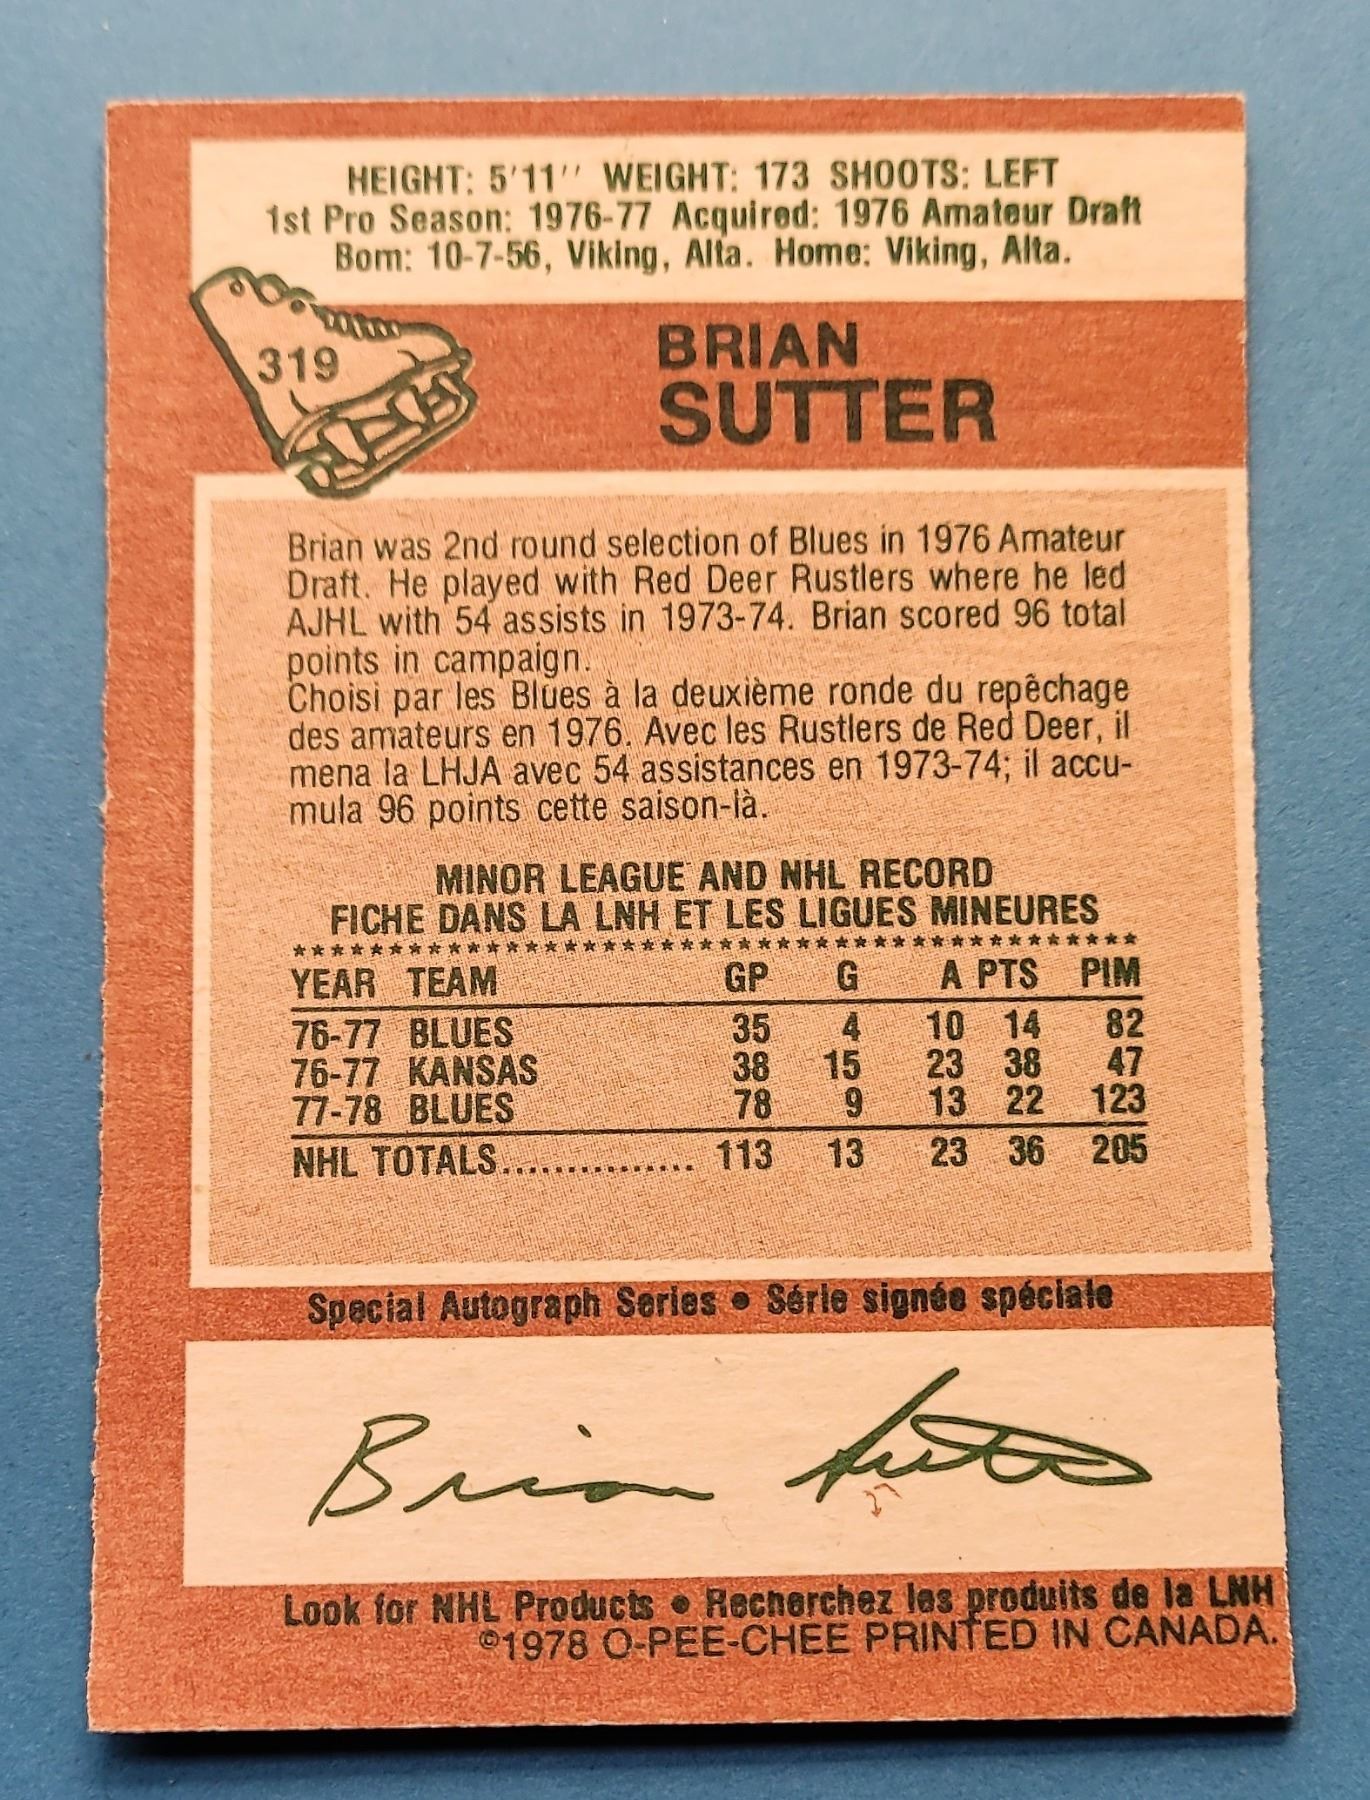 HEIGHT: 5'11'' WEIGHT: 173 SHOOTS: LEFT
1st Pro Season: 1976-77 Acquired: 1976 Amateur Draft
Born: 10-7-56, Viking, Alta. Home: Viking, Alta.
319
BRIAN
SUTTER
Brian was 2nd round selection of Blues in 1976 Amateur
Draft. He played with Red Deer Rustlers where he led
AJHL with 54 assists in 1973-74. Brian scored 96 total
points in campaign.
Choisi par les Blues à la deuxième ronde du repêchage
des amateurs en 1976. Avec les Rustlers de Red Deer, il
mena la LHJA avec 54 assistances en 1973-74; il accu-
mula 96 points cette saison-là.
MINOR LEAGUE AND NHL RECORD
FICHE DANS LA LNH ET LES LIGUES MINEURES
YEAR TEAM GP G A PTS PIM
76-77 BLUES 35 4 10 14 82
76-77 KANSAS 38 15 23 38 47
77-78 BLUES 78 9 13 22 123
NHL TOTALS............... 113 13 23 36 205
Special Autograph Series • Série signée spéciale
Brian Sutter
Look for NHL Products • Recherchez les produits de la LNH
©1978 O-PEE-CHEE PRINTED IN CANADA.